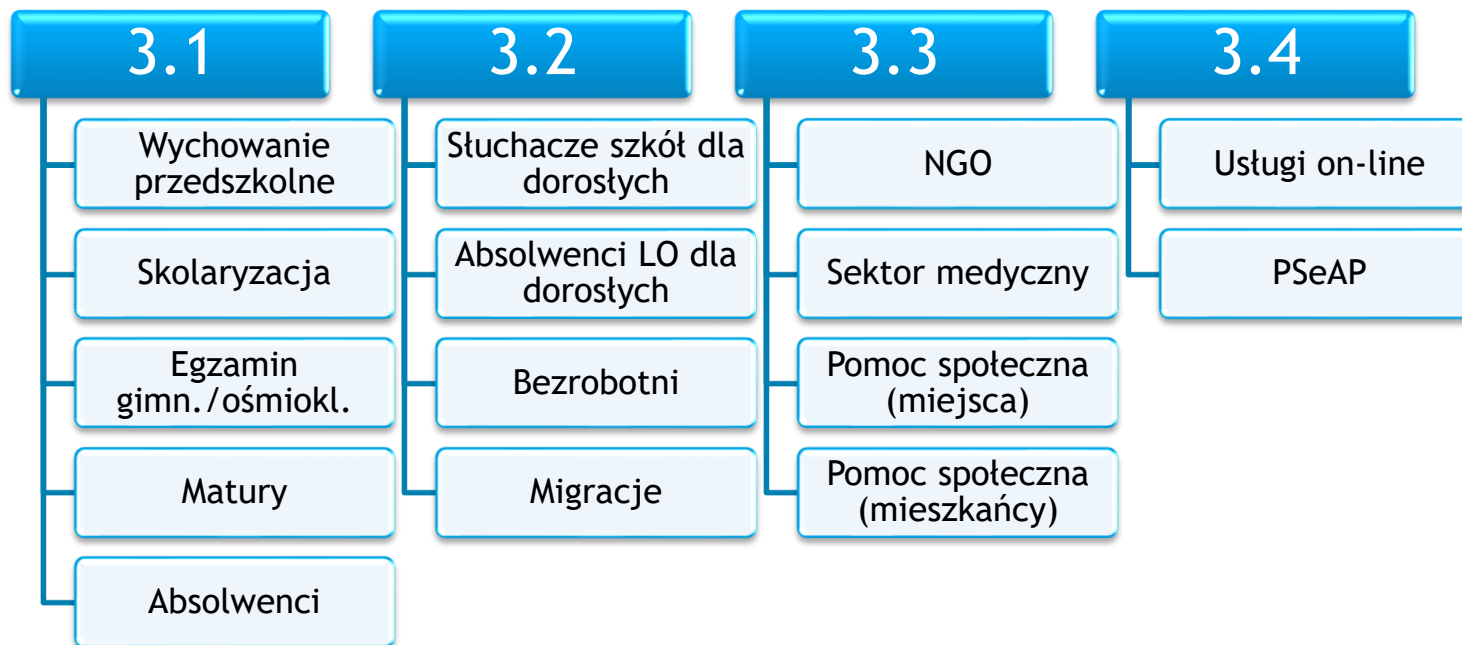 3.1
Wychowanie
przedszkolne
Skolaryzacja
Egzamin
gimn./ośmiokl.
Matury
Absolwenci
3.2
Słuchacze szkół dla
dorosłych
Absolwenci LO dla
dorosłych
Bezrobotni
Migracje
3.3
NGO
Sektor medyczny
Pomoc społeczna
(miejsca)
Pomoc społeczna
(mieszkańcy)
3.4
Usługi on-line
PSeAP